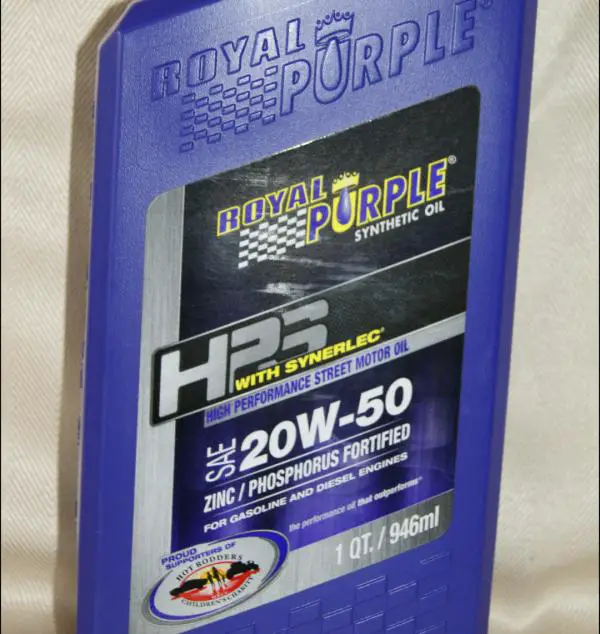 ROYAL
PURPLE
ROYAL
PURPLE®
SYNTHETIC OIL
HPS
WITH SYNERLEC®
HIGH PERFORMANCE STREET MOTOR OIL
SAE 20W-50
ZINC / PHOSPHORUS FORTIFIED
FOR GASOLINE AND DIESEL ENGINES
the performance oil that outperforms™
1 QT. / 946ml
PROUD
SUPPORTERS OF
HOT RODDERS
CHILDREN'S CHARITY